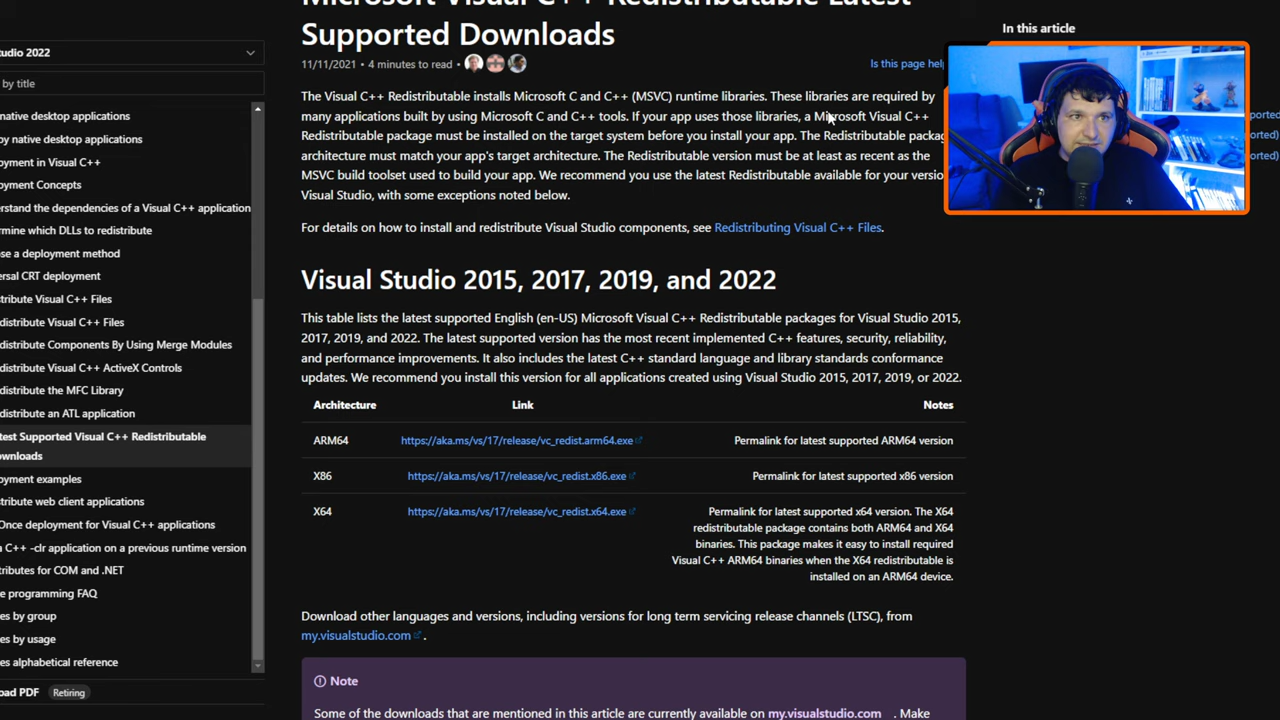 Microsoft Visual C++ Redistributable Latest
Supported Downloads
11/11/2021 • 4 minutes to read •
Is this page
The Visual C++ Redistributable installs Microsoft C and C++ (MSVC) runtime libraries. These libraries are required by
many applications built by using Microsoft C and C++ tools. If your app uses those libraries, a Microsoft Visual C++
Redistributable package must be installed on the target system before you install your app. The Redistributable
architecture must match your app's target architecture. The Redistributable version must be at least as recent as the
MSVC build toolset used to build your app. We recommend you use the latest Redistributable available for your
Visual Studio, with some exceptions noted below.
For details on how to install and redistribute Visual Studio components, see Redistributing Visual C++ Files.
Visual Studio 2015, 2017, 2019, and 2022
This table lists the latest supported English (en-US) Microsoft Visual C++ Redistributable packages for Visual Studio 2015,
2017, 2019, and 2022. The latest supported version has the most recent implemented C++ features, security, reliability,
and performance improvements. It also includes the latest C++ standard language and library standards conformance
updates. We recommend you install this version for all applications created using Visual Studio 2015, 2017, 2019, or 2022.
Architecture Link Notes
ARM64 https://aka.ms/vs/17/release/vc_redist.arm64.exe Permalink for latest supported ARM64 version
X86 https://aka.ms/vs/17/release/vc_redist.x86.exe Permalink for latest supported x86 version
X64 https://aka.ms/vs/17/release/vc_redist.x64.exe Permalink for latest supported x64 version. The X64
redistributable package contains both ARM64 and X64
binaries. This package makes it easy to install required
Visual C++ ARM64 binaries when the X64 redistributable is
installed on an ARM64 device.
Download other languages and versions, including versions for long term servicing release channels (LTSC), from
my.visualstudio.com .
Note
Some of the downloads that are mentioned in this article are currently available on my.visualstudio.com . Make
In this article
ported)
orted)
orted)
tudio 2022
by title
native desktop applications
by native desktop applications
oyment in Visual C++
oyment Concepts
erstand the dependencies of a Visual C++ application
ermine which DLLs to redistribute
ose a deployment method
ersal CRT deployment
stribute Visual C++ Files
distribute Visual C++ Files
distribute Components By Using Merge Modules
distribute Visual C++ ActiveX Controls
distribute the MFC Library
distribute an ATL application
test Supported Visual C++ Redistributable
ownloads
oyment examples
stribute web client applications
Once deployment for Visual C++ applications
a C++ -clr application on a previous runtime version
tributes for COM and .NET
e programming FAQ
es by group
es by usage
es alphabetical reference
oad PDF Retiring